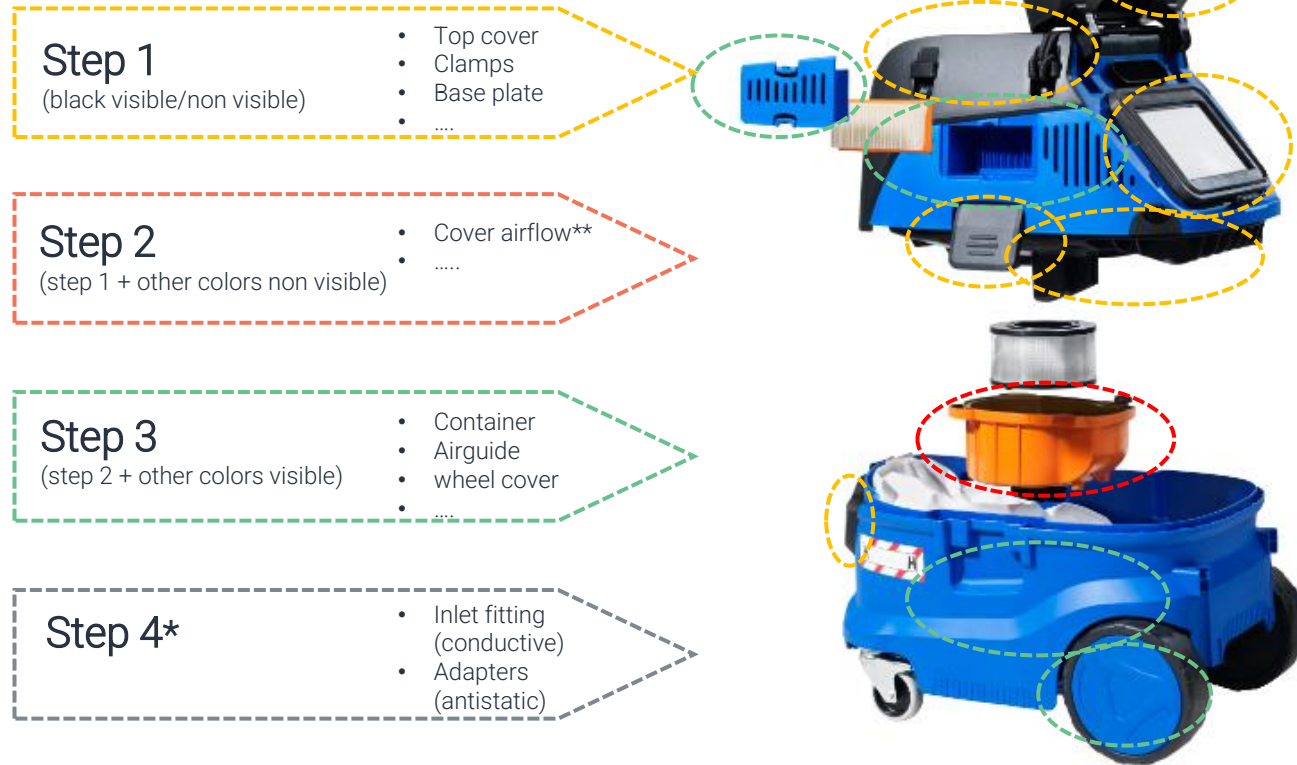 Step 1
(black visible/non visible)
• Top cover
• Clamps
• Base plate
• ....
Step 2
(step 1 + other colors non visible)
• Cover airflow**
• .....
Step 3
(step 2 + other colors visible)
• Container
• Airguide
• wheel cover
• ....
Step 4*
• Inlet fitting
(conductive)
• Adapters
(antistatic)
H